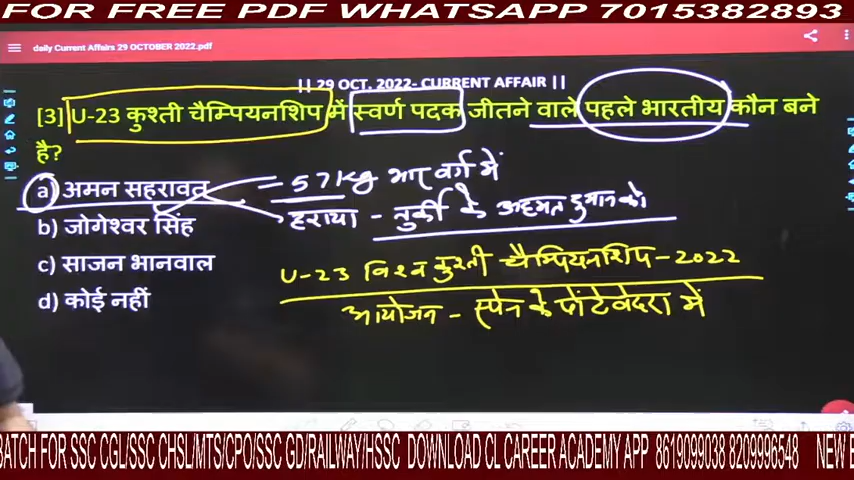 FOR FREE PDF WHATSAPP 7015382893
daily Current Affairs 29 OCTOBER 2022.pdf
|| 29 OCT. 2022- CURRENT AFFAIR ||
[3] U-23 कुश्ती चैम्पियनशिप में स्वर्ण पदक जीतने वाले पहले भारतीय कौन बने
है?
a) अमन सहरावत
= 57Kg भार वर्ग में
हराया - तुर्की के अहमत दुमान को
b) जोगेश्वर सिंह
c) साजन भानवाल
U-23 विश्व कुश्ती चैम्पियनशिप-2022
d) कोई नहीं
आयोजन - स्पेन के पोंटेवेदरा में
BATCH FOR SSC CGL/SSC CHSL/MTS/CPO/SSC GD/RAILWAY/HSSC DOWNLOAD CL CAREER ACADEMY APP 8619099038 8209996548 NEW